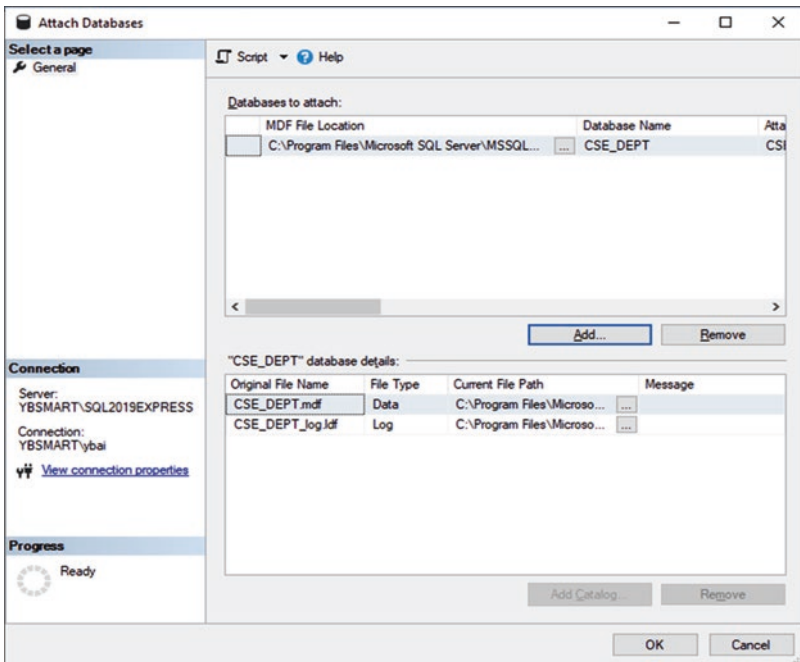 Attach Databases
Select a page
General
Script
Help
Databases to attach:
MDF File Location Database Name Atta
C:\Program Files\Microsoft SQL Server\MSSQL... ... CSE_DEPT CSI
Add... Remove
"CSE_DEPT" database details:
Original File Name File Type Current File Path Message
CSE_DEPT.mdf Data C:\Program Files\Microso... ...
CSE_DEPT_log.ldf Log C:\Program Files\Microso... ...
Add Catalog... Remove
Connection
Server:
YBSMART\SQL2019EXPRESS
Connection:
YBSMART\ybai
View connection properties
Progress
Ready
OK Cancel